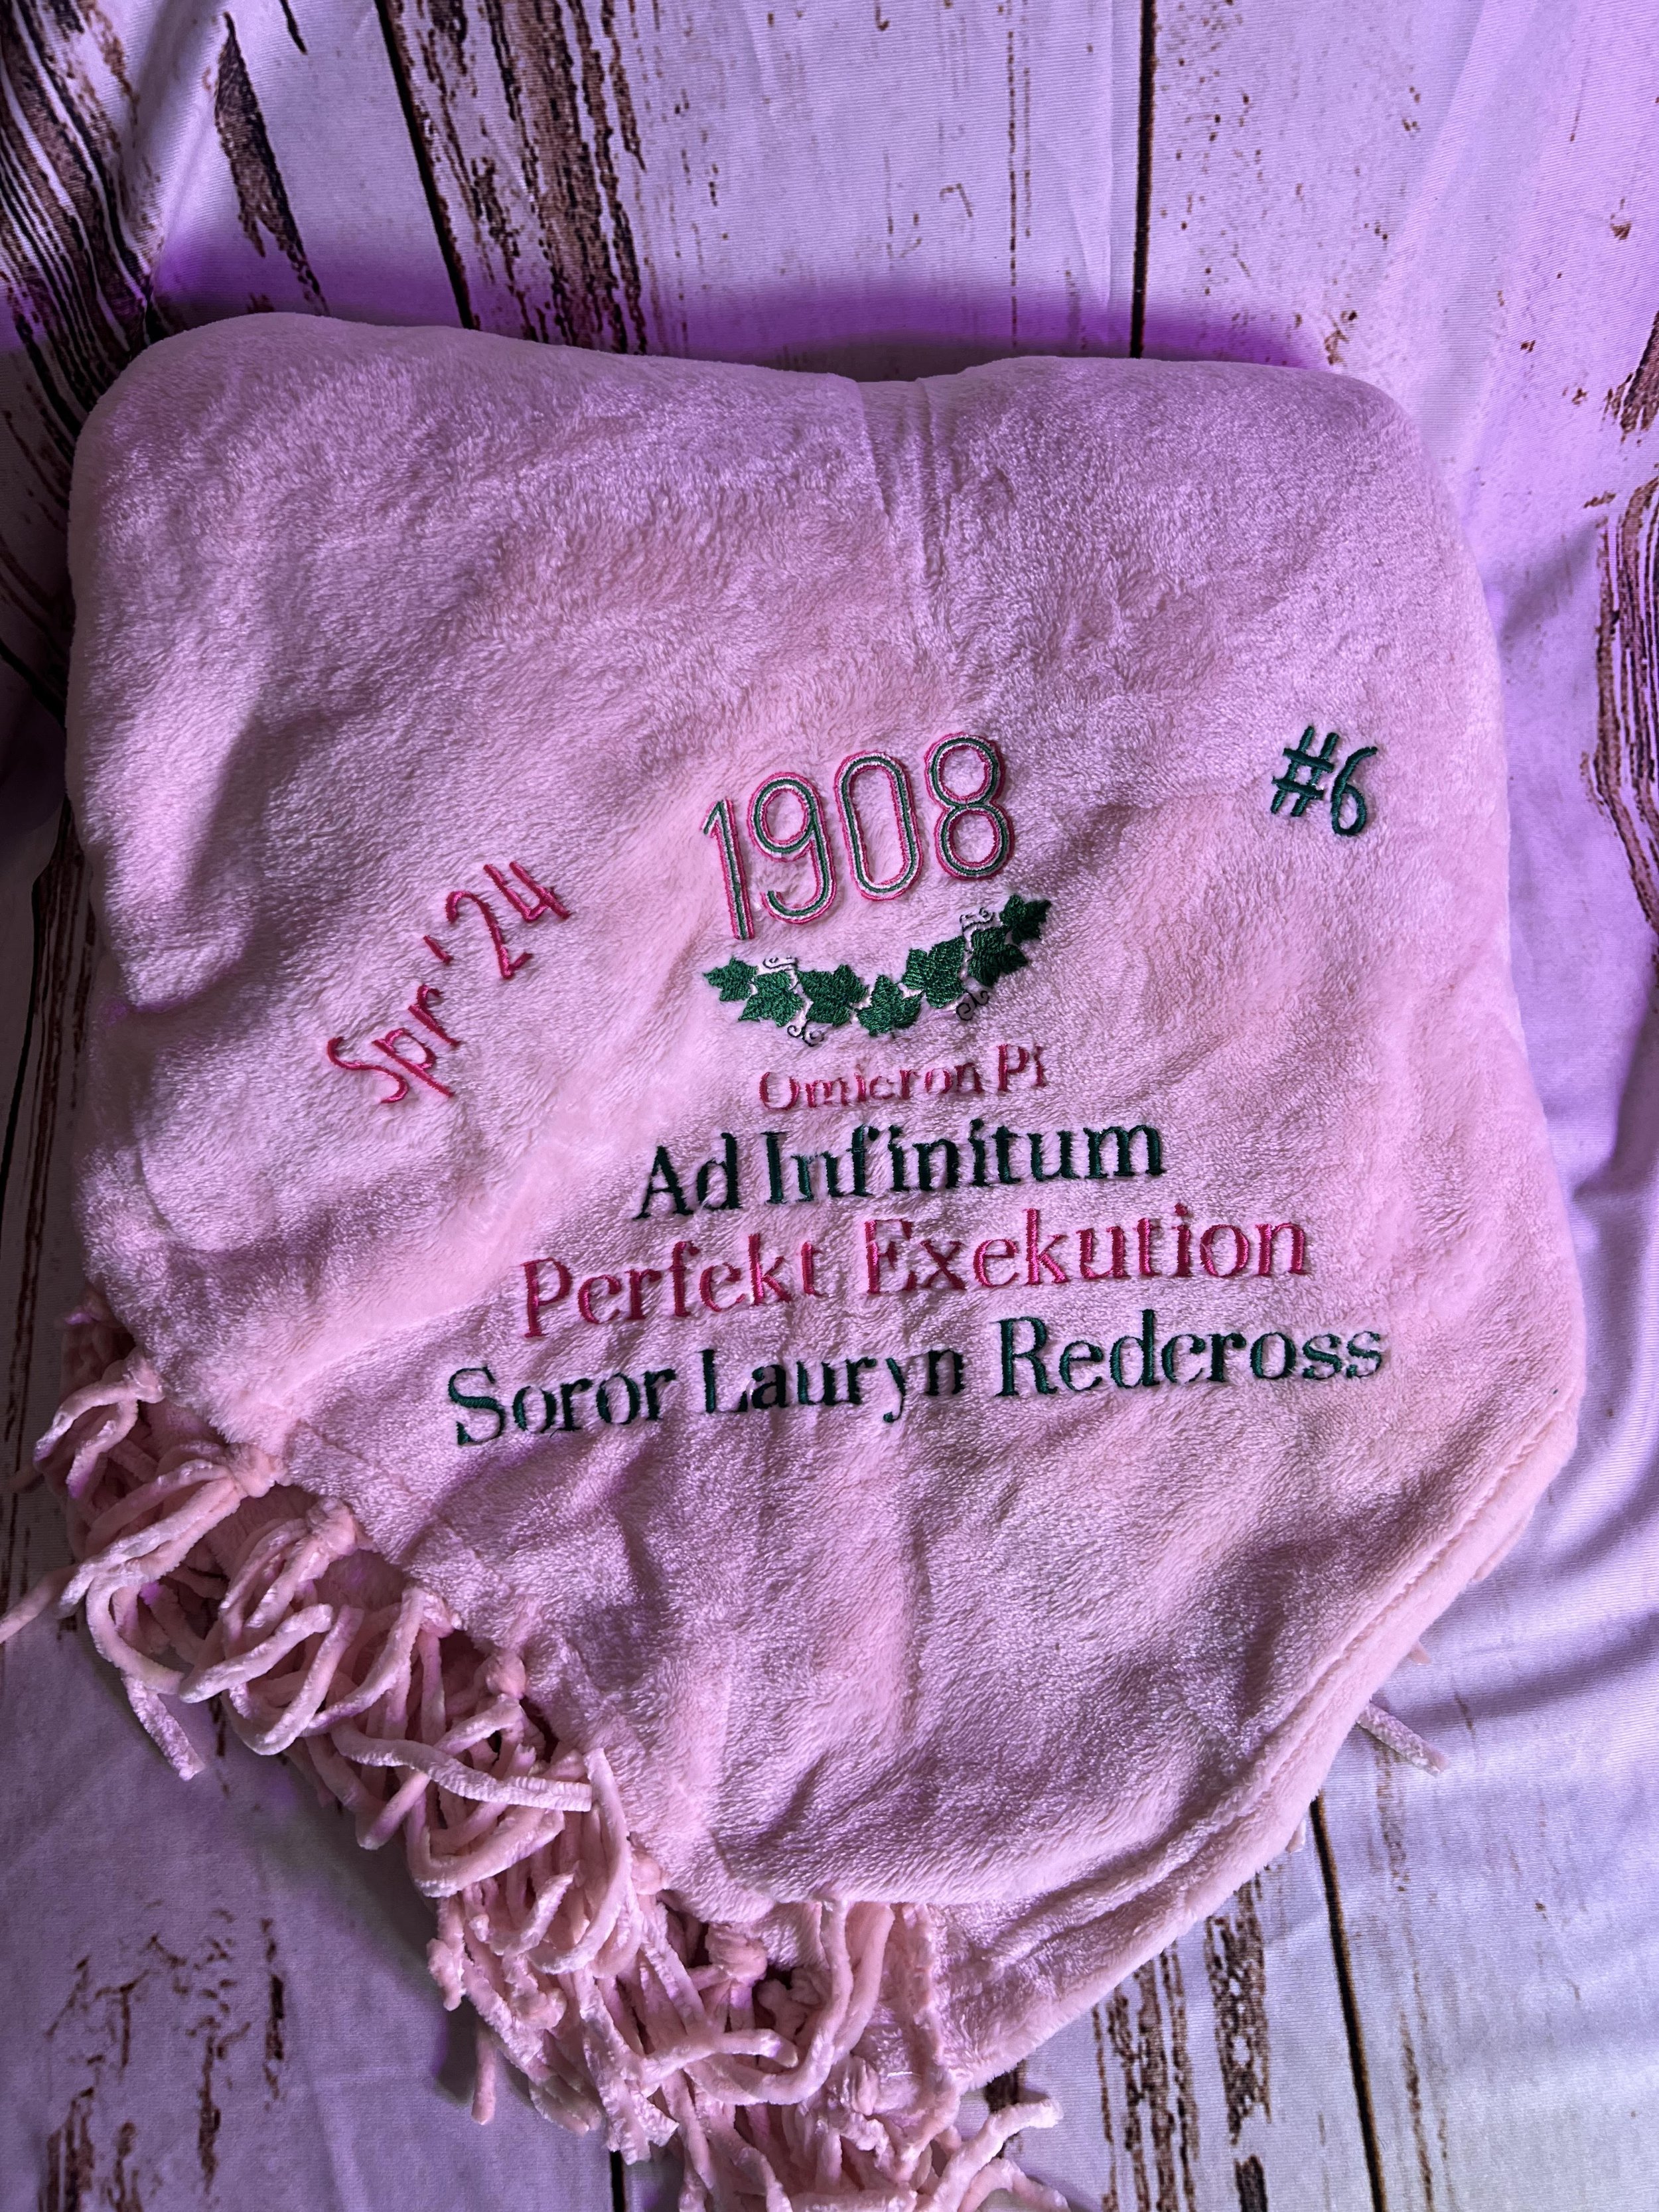 Spr '24
1908
#6
Omicron Pi
Ad Infinitum
Perfekt Exekution
Soror Lauryn Redcross